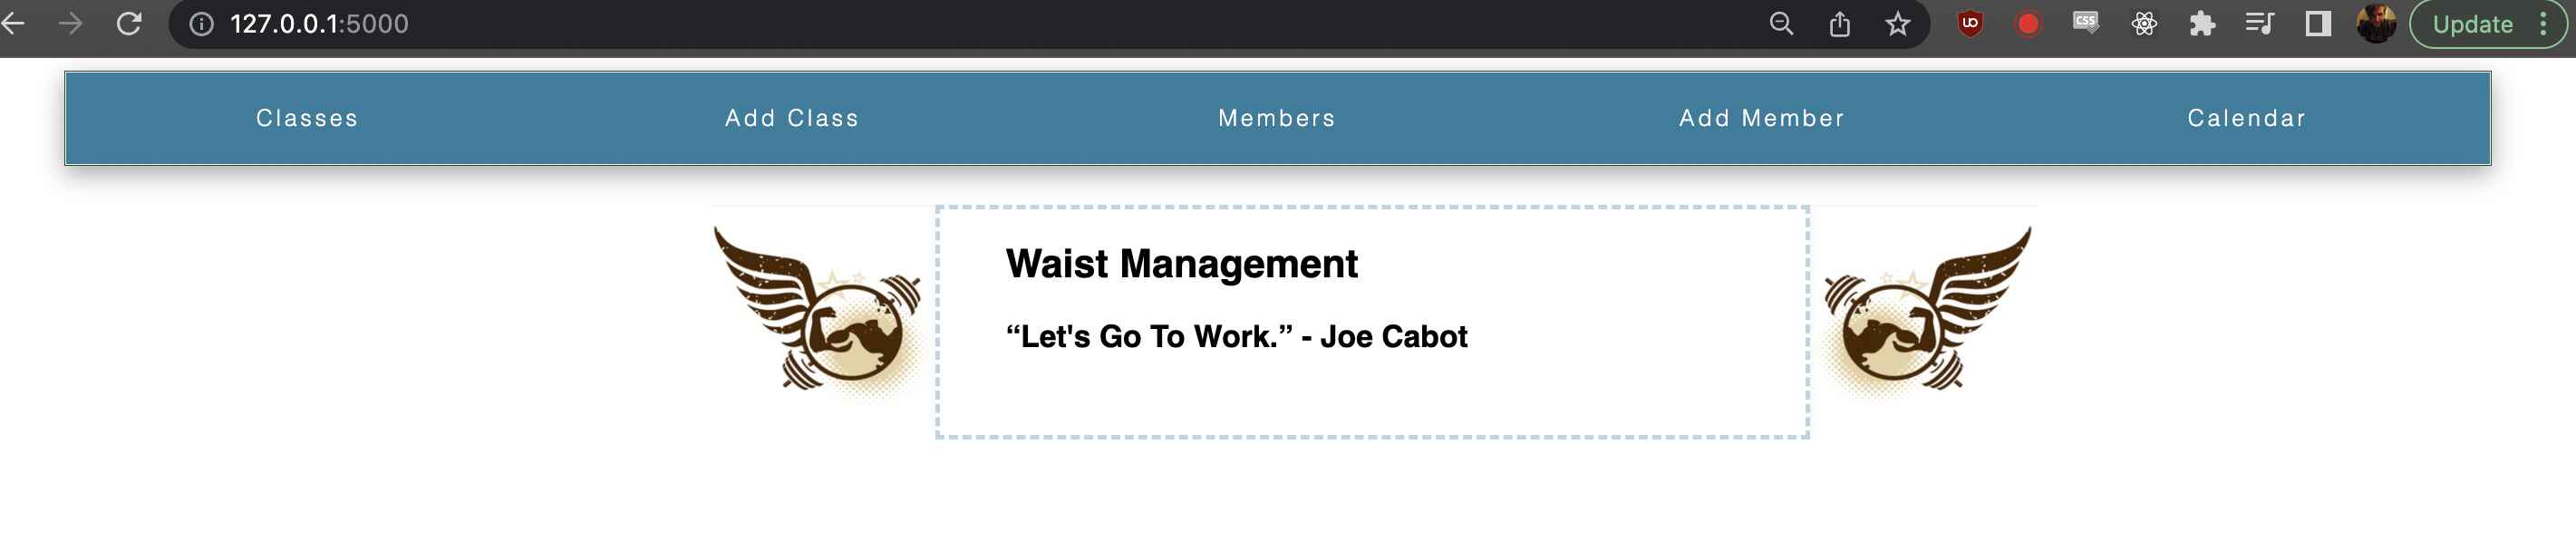 127.0.0.1:5000
Update
CSS
Classes Add Class Members Add Member Calendar
Waist Management
“Let's Go To Work.” - Joe Cabot